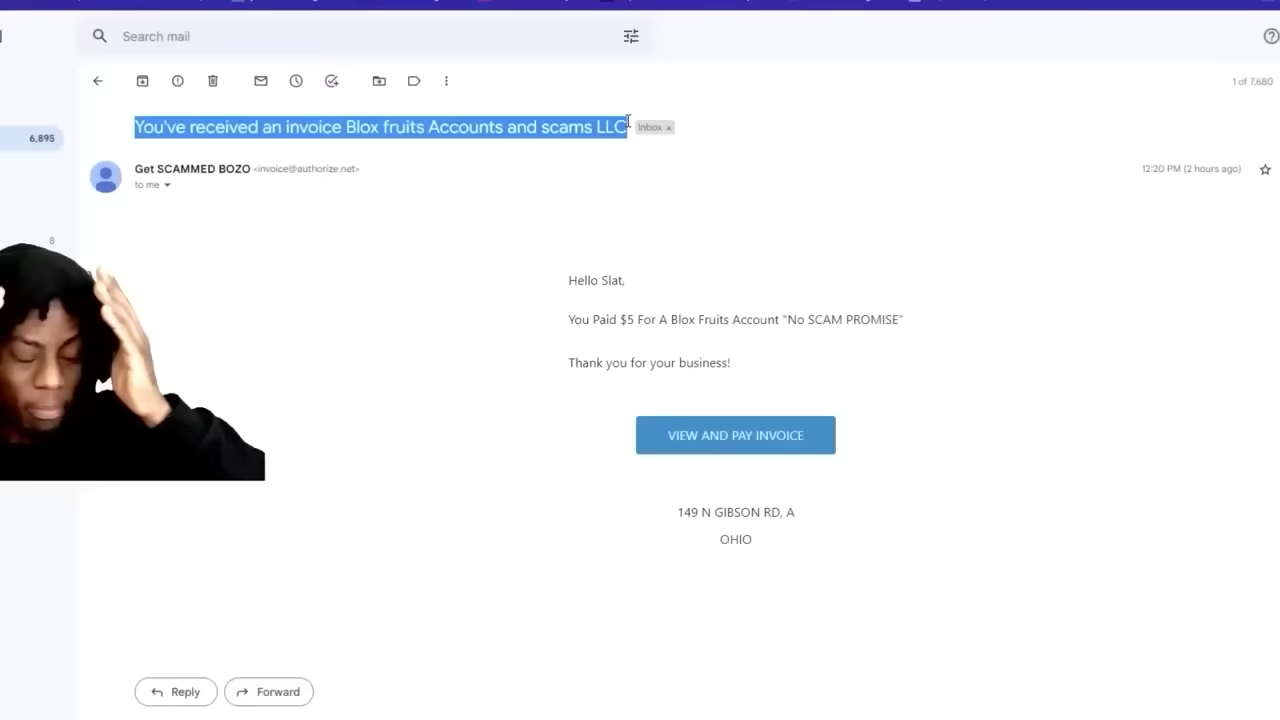 Search mail
1 of 7,680
You've received an invoice Blox fruits Accounts and scams LLC Inbox ×
6,895
Get SCAMMED BOZO <invoice@authorize.net> 12:20 PM (2 hours ago)
to me
8
Hello Slat,
You Paid $5 For A Blox Fruits Account "No SCAM PROMISE"
Thank you for your business!
VIEW AND PAY INVOICE
149 N GIBSON RD, A
OHIO
Reply Forward